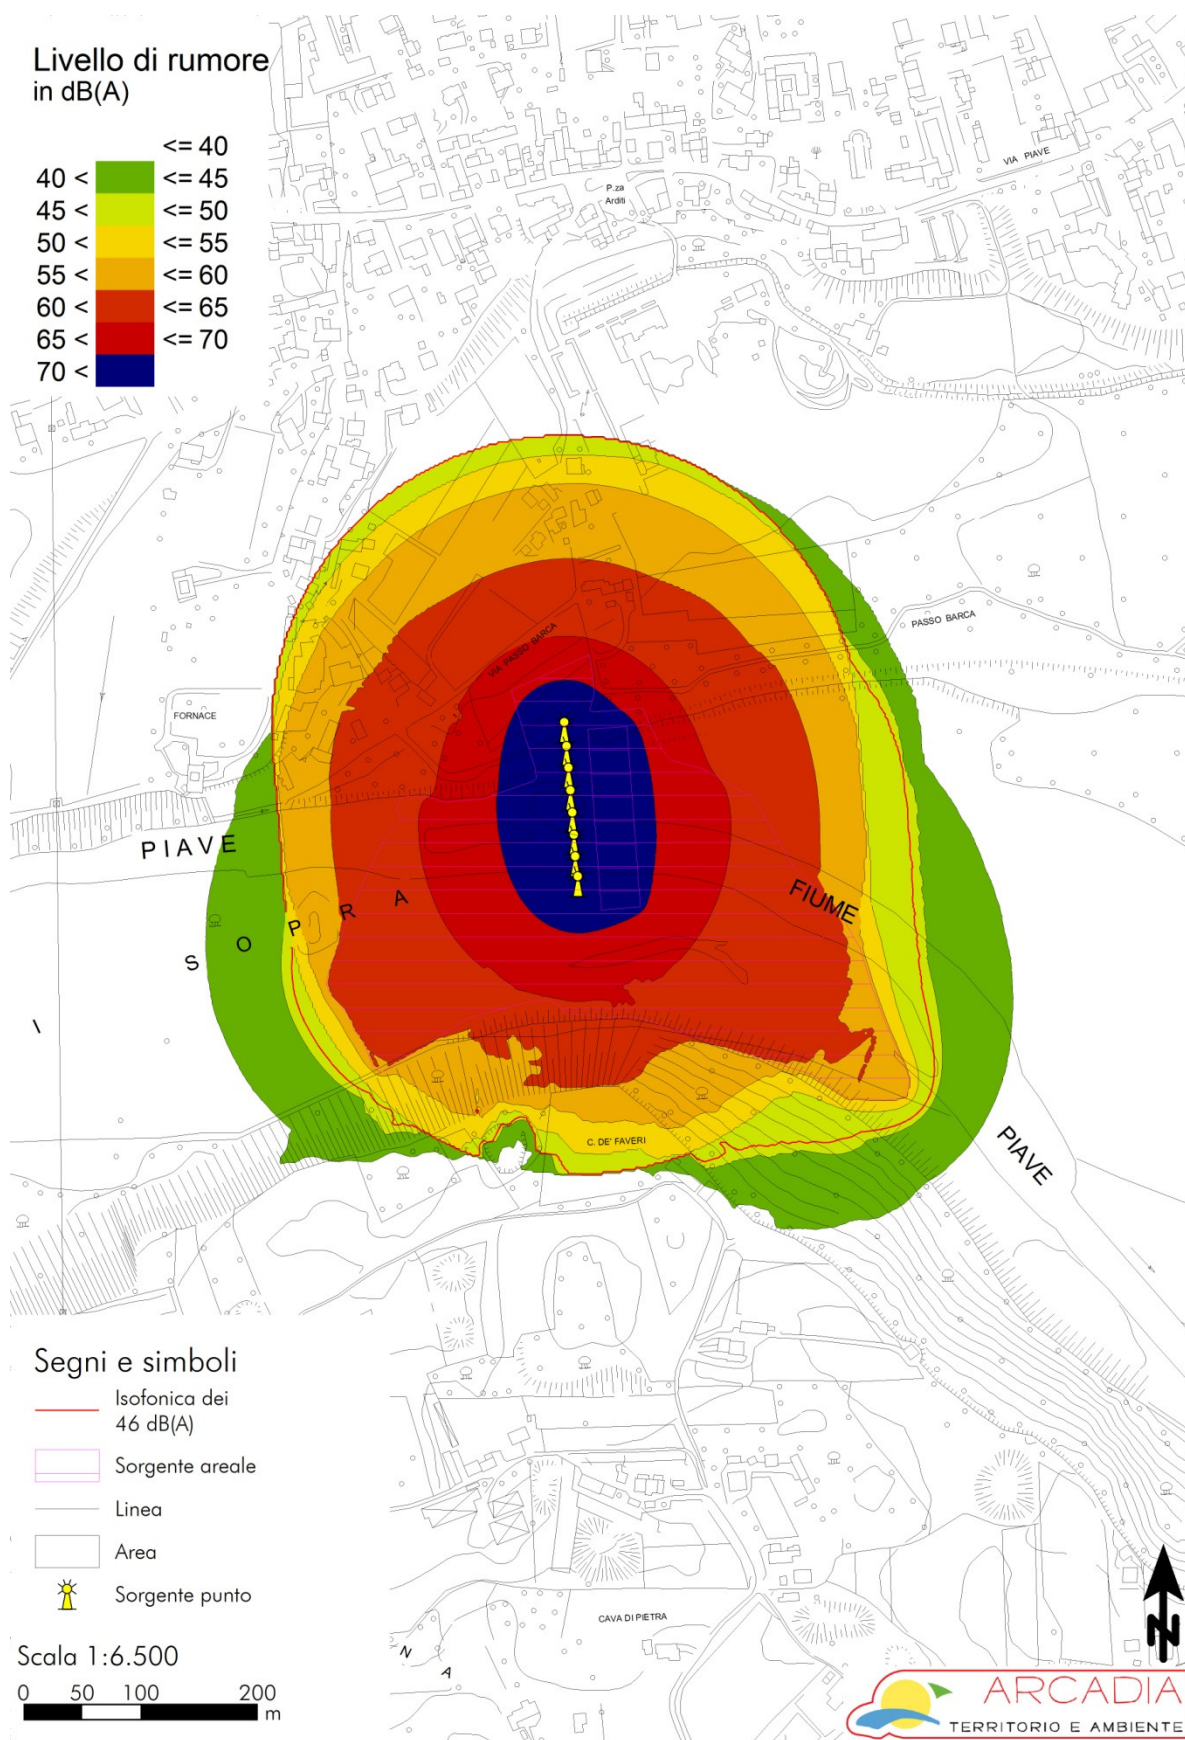 Livello di rumore
in dB(A)
<= 40
40 < <= 45
45 < <= 50
50 < <= 55
55 < <= 60
60 < <= 65
65 < <= 70
70 <
VIA PIAVE
P.za
Arditi
PASSO BARCA
VIA PASSO BARCA
FORNACE
PIAVE
FIUME
S O P R A
I
C. DE' FAVERI
PIAVE
Segni e simboli
Isofonica dei
46 dB(A)
Sorgente areale
Linea
Area
Sorgente punto
CAVA DI PIETRA
N A
Scala 1:6.500
0 50 100 200
m
N
ARCADIA
TERRITORIO E AMBIENTE